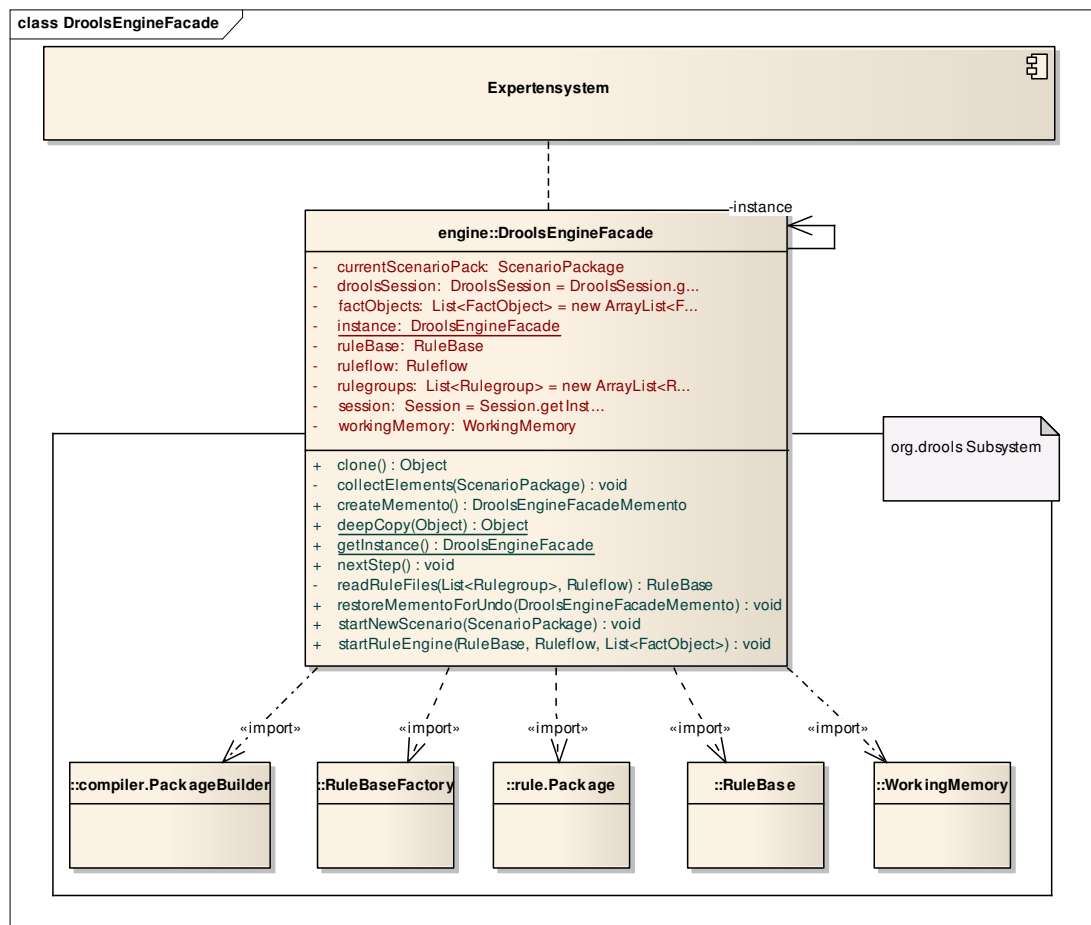 class DroolsEngineFacade
Expertensystem
-instance
engine::DroolsEngineFacade
- currentScenarioPack: ScenarioPackage
- droolsSession: DroolsSession = DroolsSession.g...
- factObjects: List<FactObject> = new ArrayList<F...
- instance: DroolsEngineFacade
- ruleBase: RuleBase
- ruleflow: Ruleflow
- rulegroups: List<Rulegroup> = new ArrayList<R...
- session: Session = Session.getInst...
- workingMemory: WorkingMemory
org.drools Subsystem
+ clone() : Object
- collectElements(ScenarioPackage) : void
+ createMemento() : DroolsEngineFacadeMemento
+ deepCopy(Object) : Object
+ getInstance() : DroolsEngineFacade
+ nextStep() : void
- readRuleFiles(List<Rulegroup>, Ruleflow) : RuleBase
+ restoreMementoForUndo(DroolsEngineFacadeMemento) : void
+ startNewScenario(ScenarioPackage) : void
+ startRuleEngine(RuleBase, Ruleflow, List<FactObject>) : void
«import» «import» «import» «import» «import»
::compiler.PackageBuilder ::RuleBaseFactory ::rule.Package ::RuleBase ::WorkingMemory